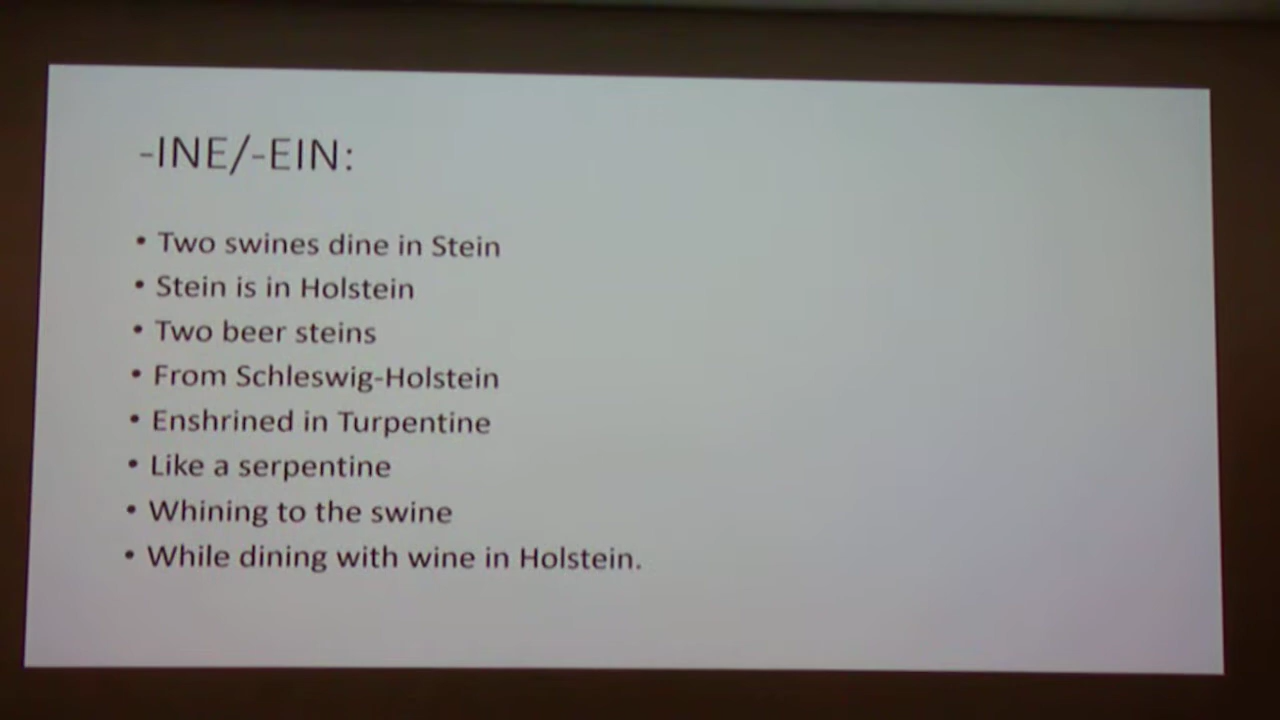 -INE/-EIN:
• Two swines dine in Stein
• Stein is in Holstein
• Two beer steins
• From Schleswig-Holstein
• Enshrined in Turpentine
• Like a serpentine
• Whining to the swine
• While dining with wine in Holstein.